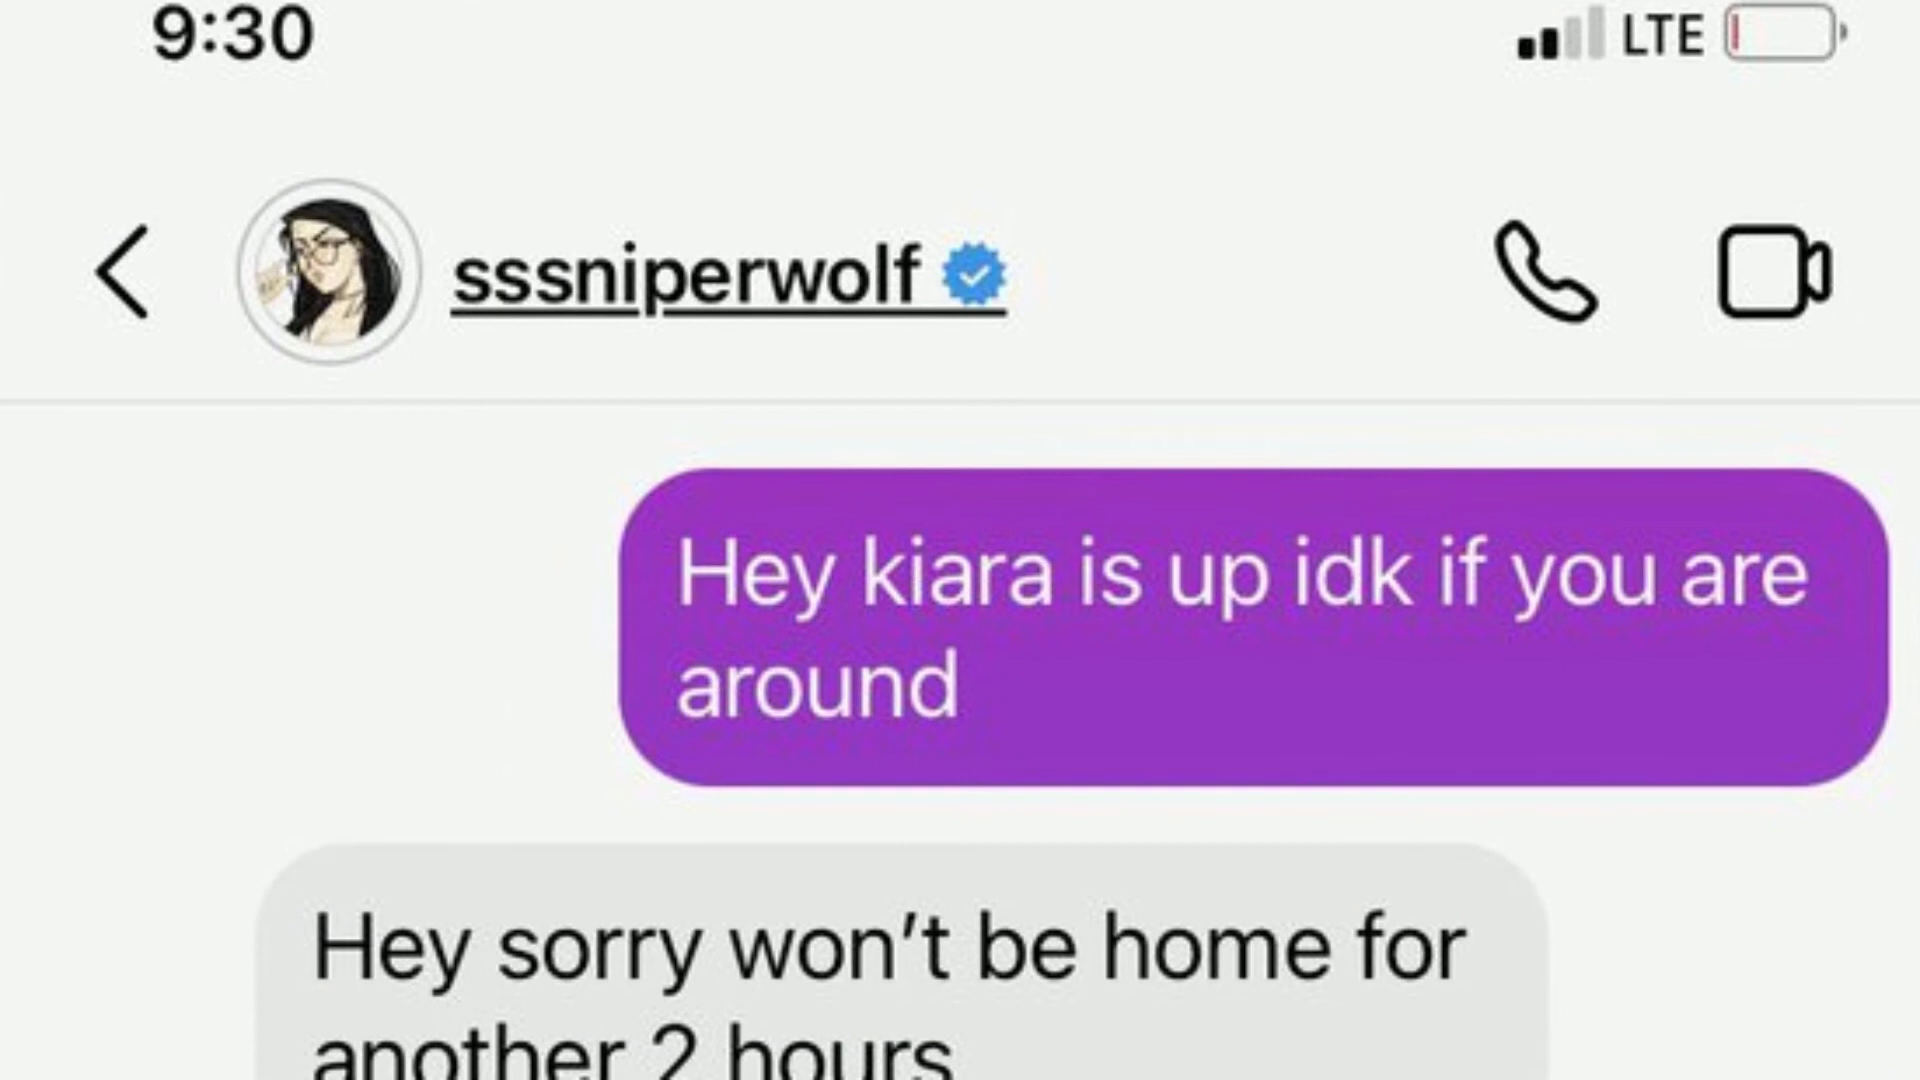 9:30 LTE
sssniperwolf
Hey kiara is up idk if you are
around
Hey sorry won't be home for
another 2 hours